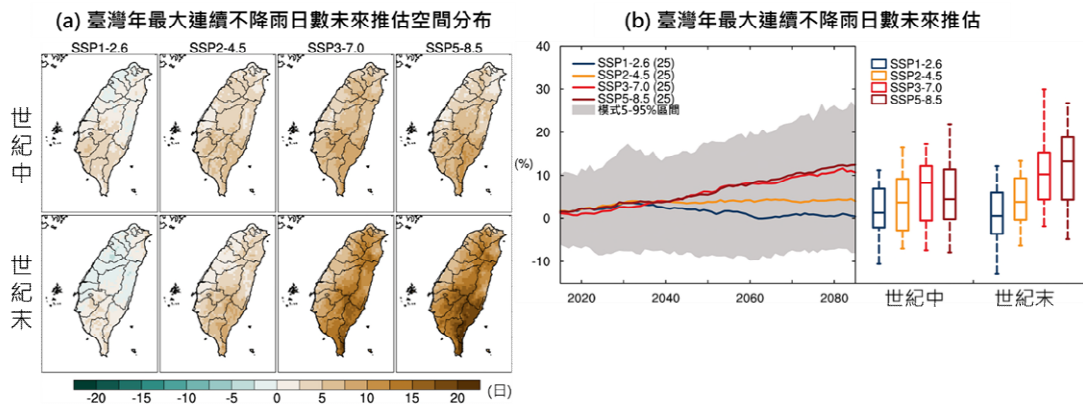 (a) 臺灣年最大連續不降雨日數未來推估空間分布
SSP1-2.6 SSP2-4.5 SSP3-7.0 SSP5-8.5
世紀中
世紀末
-20 -15 -10 -5 0 5 10 15 20 (日)
(b) 臺灣年最大連續不降雨日數未來推估
40
30
20
10
0
-10
(%)
SSP1-2.6 (25)
SSP2-4.5 (25)
SSP3-7.0 (25)
SSP5-8.5 (25)
模式5-95%區間
2020 2040 2060 2080
SSP1-2.6
SSP2-4.5
SSP3-7.0
SSP5-8.5
世紀中 世紀末